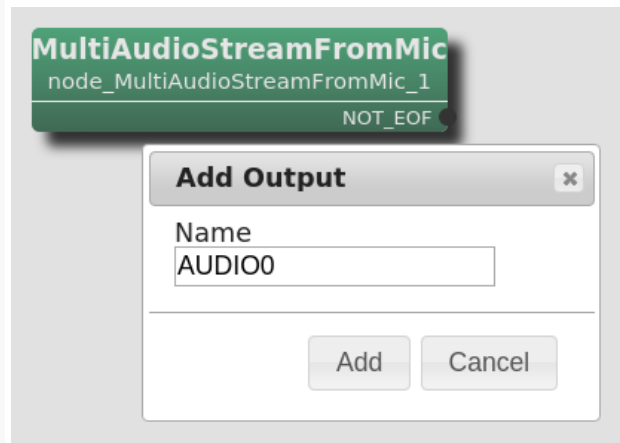 MultiAudioStreamFromMic
node_MultiAudioStreamFromMic_1
NOT_EOF
Add Output
Name
AUDIO0
Add Cancel